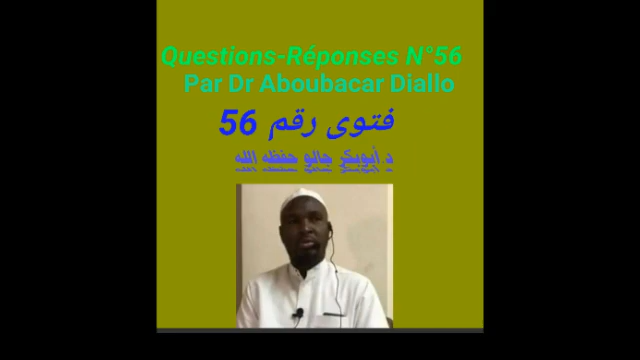 Questions-Réponses N°56
Par Dr Aboubacar Diallo
فتوى رقم 56
د.أبوبكر جالو حفظه الله